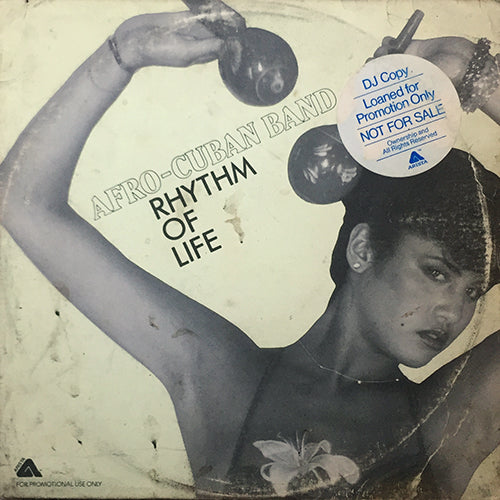 AFRO-CUBAN BAND
RHYTHM
OF
LIFE
DJ Copy
Loaned for
Promotion Only
NOT FOR SALE
Ownership and
All Rights Reserved
ARISTA
ARISTA
FOR PROMOTIONAL USE ONLY